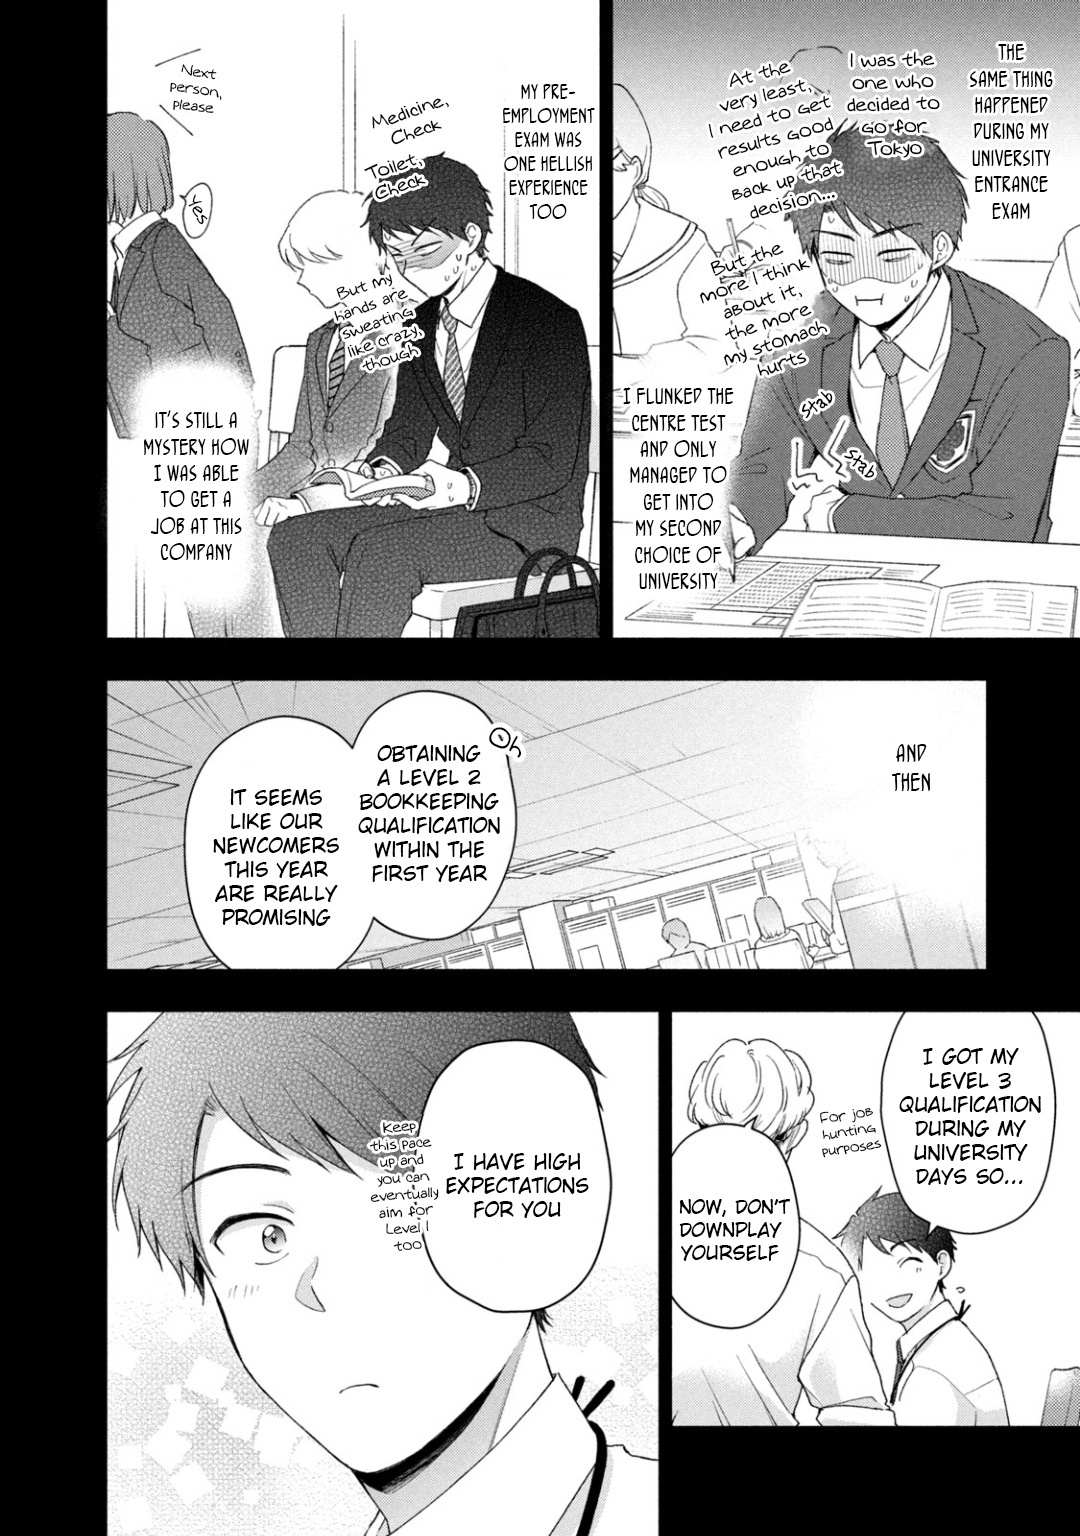 THE
SAME THING
HAPPENED
DURING MY
UNIVERSITY
ENTRANCE
EXAM
I was the
one who
decided to
Go for
Tokyo
At the
very least,
I need to get
results good
enough to
back up that
decision...
But the
more I think
about it,
the more
my stomach
hurts
Stab
Stab
I FLUNKED THE
CENTRE TEST
AND ONLY
MANAGED TO
GET INTO
MY SECOND
CHOICE OF
UNIVERSITY
MY PRE-
EMPLOYMENT
EXAM WAS
ONE HELLISH
EXPERIENCE
TOO
Medicine,
Check
Toilet,
Check
But my
hands are
sweating
like crazy,
though
Next
person,
please
Yes
IT'S STILL A
MYSTERY HOW
I WAS ABLE
TO GET A
JOB AT THIS
COMPANY
AND
THEN
Oh
OBTAINING
A LEVEL 2
BOOKKEEPING
QUALIFICATION
WITHIN THE
FIRST YEAR
IT SEEMS
LIKE OUR
NEWCOMERS
THIS YEAR
ARE REALLY
PROMISING
I GOT MY
LEVEL 3
QUALIFICATION
DURING MY
UNIVERSITY
DAYS SO...
For job
hunting
purposes
NOW, DON'T
DOWNPLAY
YOURSELF
I HAVE HIGH
EXPECTATIONS
FOR YOU
Keep
this pace
up and
you can
eventually
aim for
Level 1
too